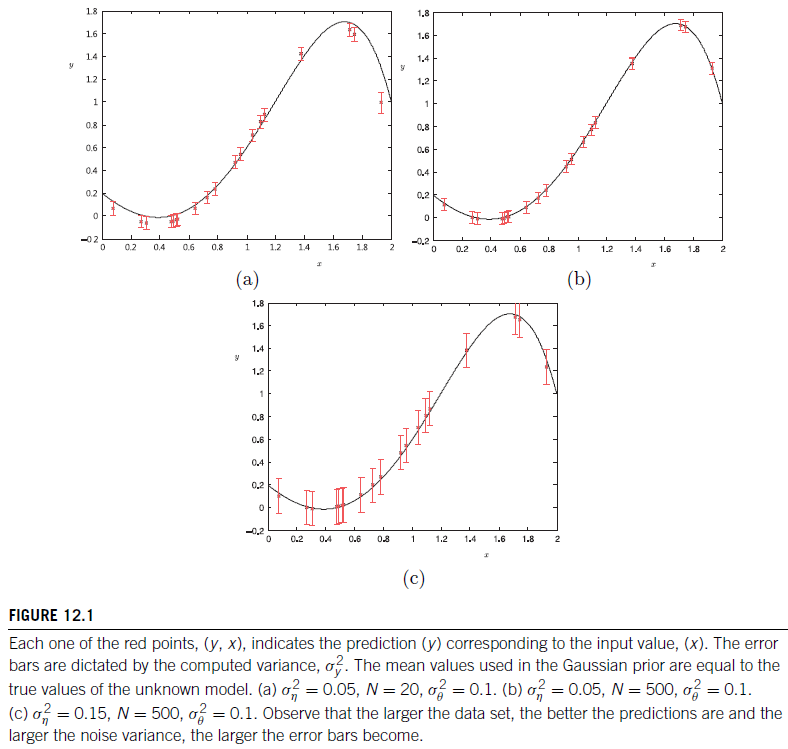 1.8
1.6
1.4
1.2
1
0.8
0.6
0.4
0.2
0
−0.2
y
0 0.2 0.4 0.6 0.8 1 1.2 1.4 1.6 1.8 2
x
(a)
1.8
1.6
1.4
1.2
1
0.8
0.6
0.4
0.2
0
−0.2
y
0 0.2 0.4 0.6 0.8 1 1.2 1.4 1.6 1.8 2
x
(b)
1.8
1.6
1.4
1.2
1
0.8
0.6
0.4
0.2
0
−0.2
y
0 0.2 0.4 0.6 0.8 1 1.2 1.4 1.6 1.8 2
x
(c)
FIGURE 12.1
Each one of the red points, (y, x), indicates the prediction (y) corresponding to the input value, (x). The error
bars are dictated by the computed variance, σ²_y. The mean values used in the Gaussian prior are equal to the
true values of the unknown model. (a) σ²_η = 0.05, N = 20, σ²_θ = 0.1. (b) σ²_η = 0.05, N = 500, σ²_θ = 0.1.
(c) σ²_η = 0.15, N = 500, σ²_θ = 0.1. Observe that the larger the data set, the better the predictions are and the
larger the noise variance, the larger the error bars become.